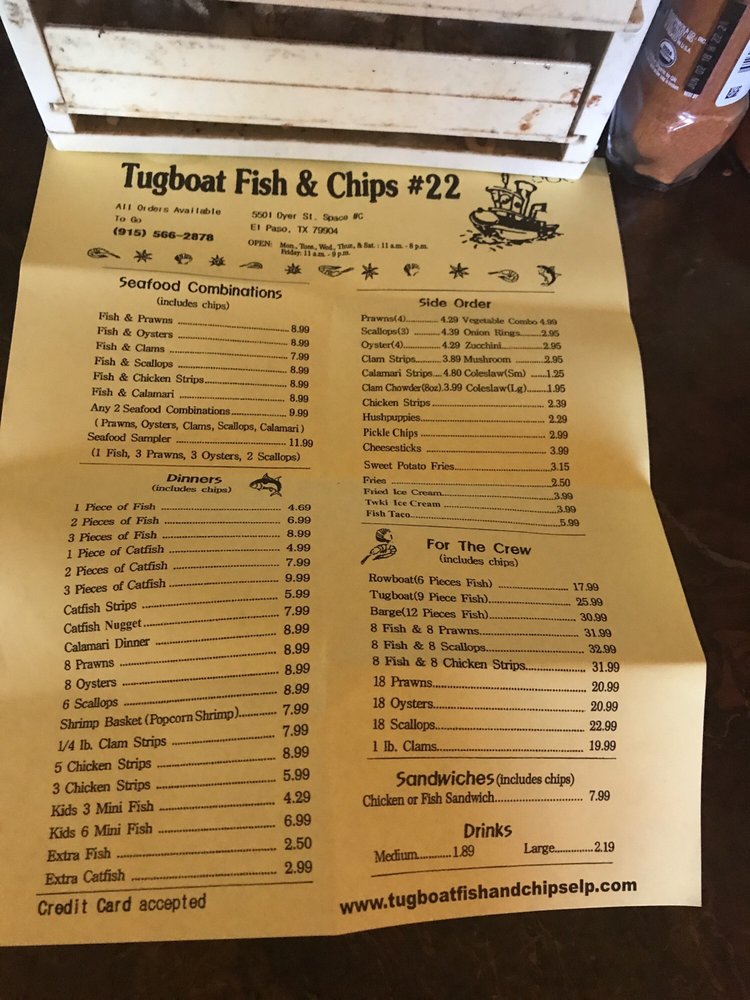 Tugboat Fish & Chips #22
All Orders Available
To Go
(915) 566-2878
5501 Dyer St. Space #C
El Paso, TX 79904
OPEN: Mon., Tues., Wed., Thur., & Sat. : 11 a.m. - 8 p.m.
Friday: 11 a.m. - 9 p.m.
Seafood Combinations
(includes chips)
Fish & Prawns 8.99
Fish & Oysters 8.99
Fish & Clams 7.99
Fish & Scallops 8.99
Fish & Chicken Strips 8.99
Fish & Calamari 8.99
Any 2 Seafood Combinations 9.99
(Prawns, Oysters, Clams, Scallops, Calamari)
Seafood Sampler 11.99
(1 Fish, 3 Prawns, 3 Oysters, 2 Scallops)
Dinners
(includes chips)
1 Piece of Fish 4.69
2 Pieces of Fish 6.99
3 Pieces of Fish 8.99
1 Piece of Catfish 4.99
2 Pieces of Catfish 7.99
3 Pieces of Catfish 9.99
Catfish Strips 5.99
Catfish Nugget 7.99
Calamari Dinner 8.99
8 Prawns 8.99
8 Oysters 8.99
6 Scallops 8.99
Shrimp Basket (Popcorn Shrimp) 7.99
1/4 lb. Clam Strips 7.99
5 Chicken Strips 8.99
3 Chicken Strips 5.99
Kids 3 Mini Fish 4.29
Kids 6 Mini Fish 6.99
Extra Fish 2.50
Extra Catfish 2.99
Credit Card accepted
Side Order
Prawns(4) 4.29 Vegetable Combo 4.99
Scallops(3) 4.39 Onion Rings 2.95
Oyster(4) 4.29 Zucchini 2.95
Clam Strips 3.89 Mushroom 2.95
Calamari Strips 4.80 Coleslaw(Sm) 1.25
Clam Chowder(8oz) 3.99 Coleslaw(Lg) 1.95
Chicken Strips 2.39
Hushpuppies 2.29
Pickle Chips 2.99
Cheesesticks 3.99
Sweet Potato Fries 3.15
Fries 2.50
Fried Ice Cream 3.99
Twki Ice Cream 3.99
Fish Taco 5.99
For The Crew
(includes chips)
Rowboat(6 Pieces Fish) 17.99
Tugboat(9 Piece Fish) 25.99
Barge(12 Pieces Fish) 30.99
8 Fish & 8 Prawns 31.99
8 Fish & 8 Scallops 32.99
8 Fish & 8 Chicken Strips 31.99
18 Prawns 20.99
18 Oysters 20.99
18 Scallops 22.99
1 lb. Clams 19.99
Sandwiches (includes chips)
Chicken or Fish Sandwich 7.99
Drinks
Medium 1.89 Large 2.19
www.tugboatfishandchipselp.com